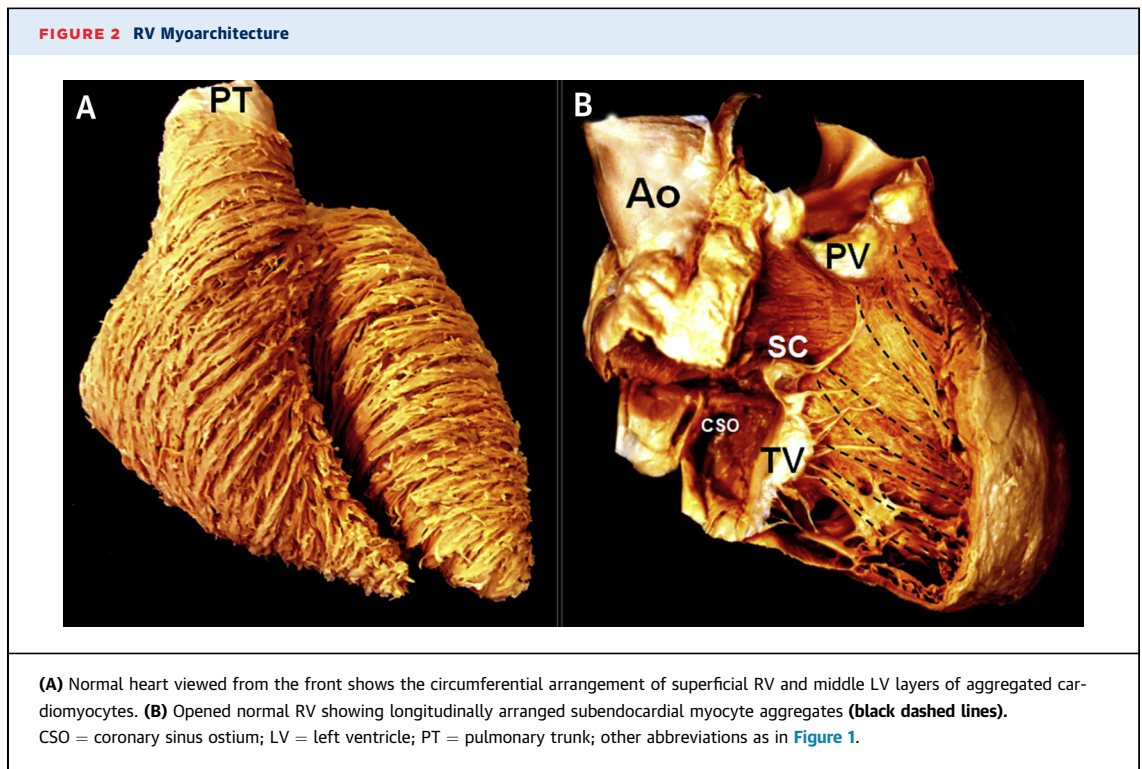 FIGURE 2 RV Myoarchitecture
A
PT
B
Ao
PV
SC
CSO
TV
(A) Normal heart viewed from the front shows the circumferential arrangement of superficial RV and middle LV layers of aggregated car-
diomyocytes. (B) Opened normal RV showing longitudinally arranged subendocardial myocyte aggregates (black dashed lines).
CSO = coronary sinus ostium; LV = left ventricle; PT = pulmonary trunk; other abbreviations as in Figure 1.